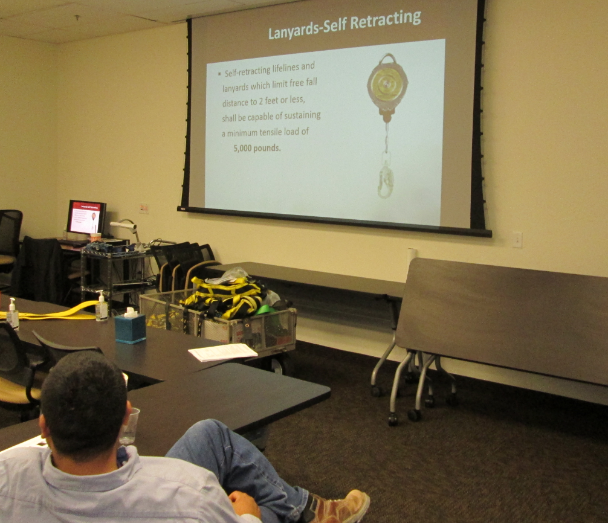 Lanyards-Self Retracting
• Self-retracting lifelines and
lanyards which limit free fall
distance to 2 feet or less,
shall be capable of sustaining
a minimum tensile load of
5,000 pounds.